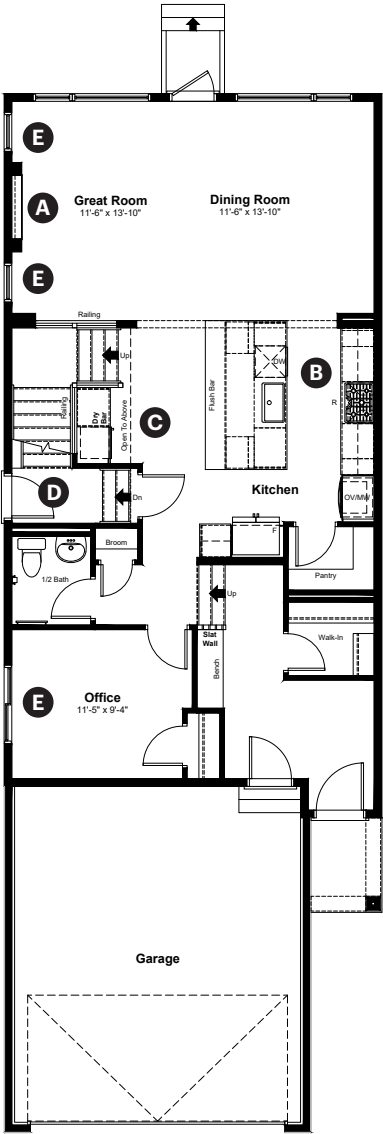 E
A
Great Room
11'-6" x 13'-10"
Dining Room
11'-6" x 13'-10"
E
Railing
Up
DW
B
Flush Bar
R
Railing
Dry
Bar
Open To Above
C
D
Dn
Kitchen
OV/MW
F
Broom
1/2 Bath
Pantry
Up
Slat
Wall
Walk-In
Bench
E
Office
11'-5" x 9'-4"
Garage